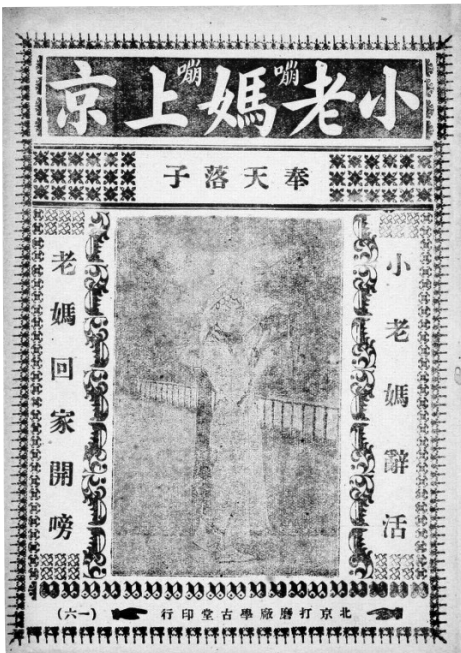 小老媽上京
嘣嘣
奉天落子
小老媽辭活
老媽回家開嗙
北京打磨廠學古堂印行
(六一)